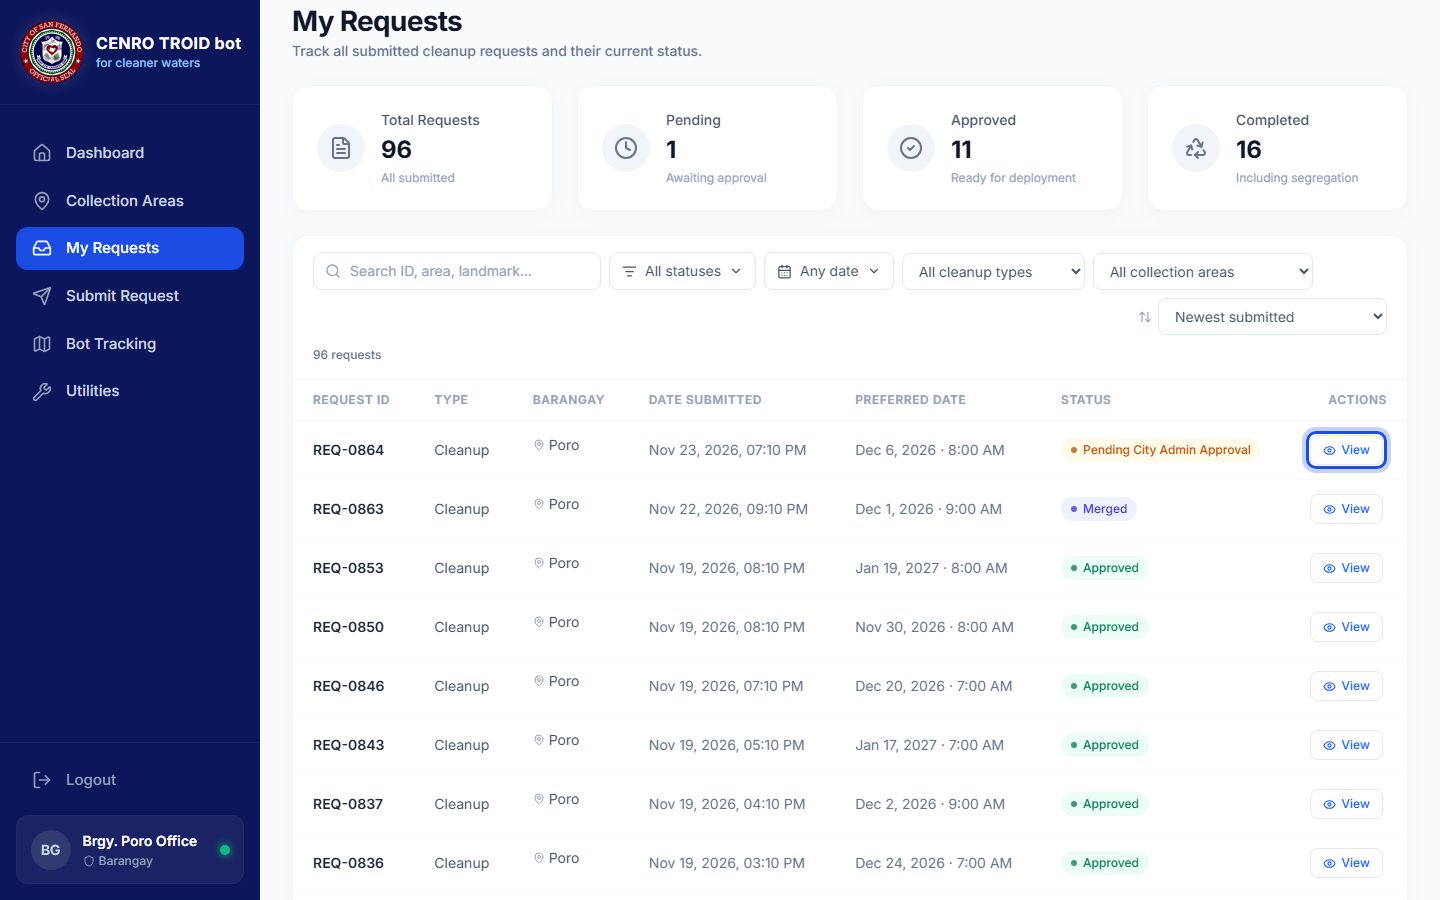 CITY OF SAN FERNANDO
OFFICIAL SEAL
CENRO TROID bot
for cleaner waters
Dashboard
Collection Areas
My Requests
Submit Request
Bot Tracking
Utilities
Logout
BG
Brgy. Poro Office
Barangay
My Requests
Track all submitted cleanup requests and their current status.
Total Requests
96
All submitted
Pending
1
Awaiting approval
Approved
11
Ready for deployment
Completed
16
Including segregation
Search ID, area, landmark... All statuses Any date All cleanup types All collection areas
Newest submitted
96 requests
REQUEST ID TYPE BARANGAY DATE SUBMITTED PREFERRED DATE STATUS ACTIONS
REQ-0864 Cleanup Poro Nov 23, 2026, 07:10 PM Dec 6, 2026 · 8:00 AM Pending City Admin Approval View
REQ-0863 Cleanup Poro Nov 22, 2026, 09:10 PM Dec 1, 2026 · 9:00 AM Merged View
REQ-0853 Cleanup Poro Nov 19, 2026, 08:10 PM Jan 19, 2027 · 8:00 AM Approved View
REQ-0850 Cleanup Poro Nov 19, 2026, 08:10 PM Nov 30, 2026 · 8:00 AM Approved View
REQ-0846 Cleanup Poro Nov 19, 2026, 07:10 PM Dec 20, 2026 · 7:00 AM Approved View
REQ-0843 Cleanup Poro Nov 19, 2026, 05:10 PM Jan 17, 2027 · 7:00 AM Approved View
REQ-0837 Cleanup Poro Nov 19, 2026, 04:10 PM Dec 2, 2026 · 9:00 AM Approved View
REQ-0836 Cleanup Poro Nov 19, 2026, 03:10 PM Dec 24, 2026 · 7:00 AM Approved View